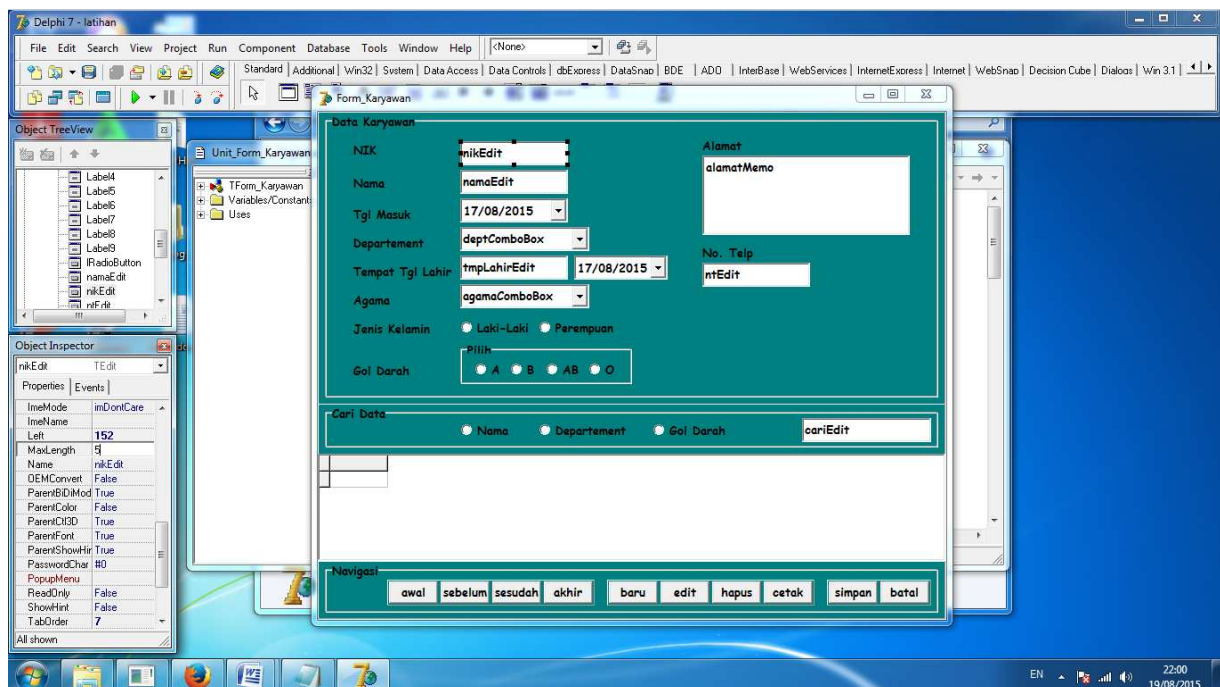 Delphi 7 - latihan
File Edit Search View Project Run Component Database Tools Window Help <None>
Standard Additional Win32 System Data Access Data Controls dbExpress DataSnap BDE ADO InterBase WebServices InternetExpress Internet WebSnap Decision Cube Dialogs Win 3.1
Form_Karyawan
Object TreeView
Label4
Label5
Label6
Label7
Label8
Label9
lRadioButton
namaEdit
nikEdit
ntEdit
Unit_Form_Karyawan
TForm_Karyawan
Variables/Constant
Uses
Object Inspector
nikEdit TEdit
Properties Events
ImeMode imDontCare
ImeName
Left 152
MaxLength 5
Name nikEdit
OEMConvert False
ParentBiDiMod True
ParentColor False
ParentCtl3D True
ParentFont True
ParentShowHir True
PasswordChar #0
PopupMenu
ReadOnly False
ShowHint False
TabOrder 7
All shown
Data Karyawan
NIK nikEdit
Nama namaEdit
Tgl Masuk 17/08/2015
Departement deptComboBox
Tempat Tgl Lahir tmpLahirEdit 17/08/2015
Agama agamaComboBox
Jenis Kelamin Laki-Laki Perempuan
Pilih
Gol Darah A B AB O
Alamat
alamatMemo
No. Telp
ntEdit
Cari Data
Nama Departement Gol Darah cariEdit
Navigasi
awal sebelum sesudah akhir baru edit hapus cetak simpan batal
EN 22:00
19/08/2015